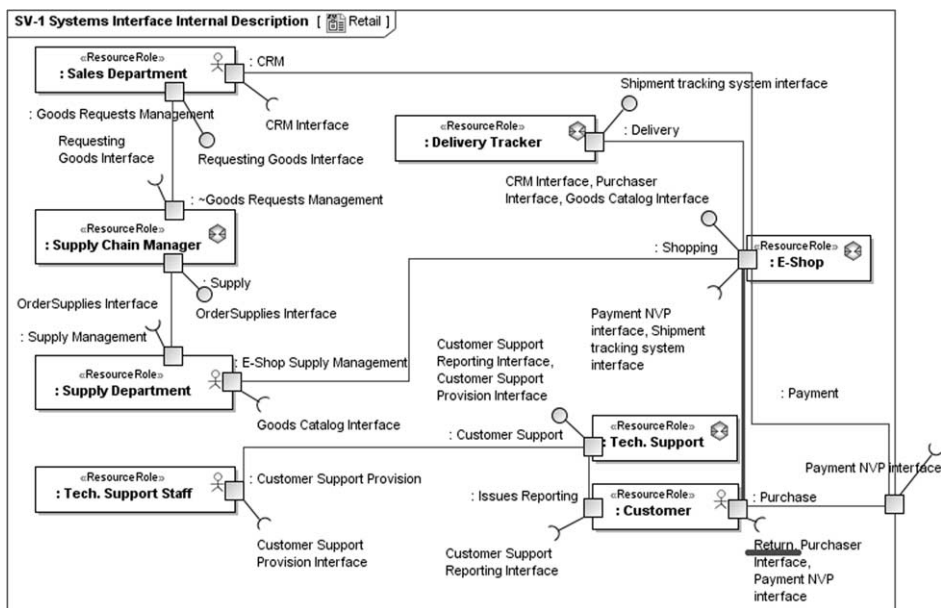 SV-1 Systems Interface Internal Description [ Retail ]
«ResourceRole»
: Sales Department
: CRM
CRM Interface
: Goods Requests Management
Requesting
Goods Interface
Requesting Goods Interface
Shipment tracking system interface
«ResourceRole»
: Delivery Tracker
: Delivery
: ~Goods Requests Management
«ResourceRole»
: Supply Chain Manager
CRM Interface, Purchaser
Interface, Goods Catalog Interface
: Shopping
«ResourceRole»
: E-Shop
: Supply
OrderSupplies Interface
OrderSupplies Interface
: Supply Management
Payment NVP
interface, Shipment
tracking system
interface
: E-Shop Supply Management
«ResourceRole»
: Supply Department
Goods Catalog Interface
Customer Support
Reporting Interface,
Customer Support
Provision Interface
: Payment
: Customer Support
«ResourceRole»
: Tech. Support
«ResourceRole»
: Tech. Support Staff
: Customer Support Provision
Customer Support
Provision Interface
: Issues Reporting
«ResourceRole»
: Customer
Customer Support
Reporting Interface
: Purchase
Payment NVP interface
Return, Purchaser
Interface,
Payment NVP
interface